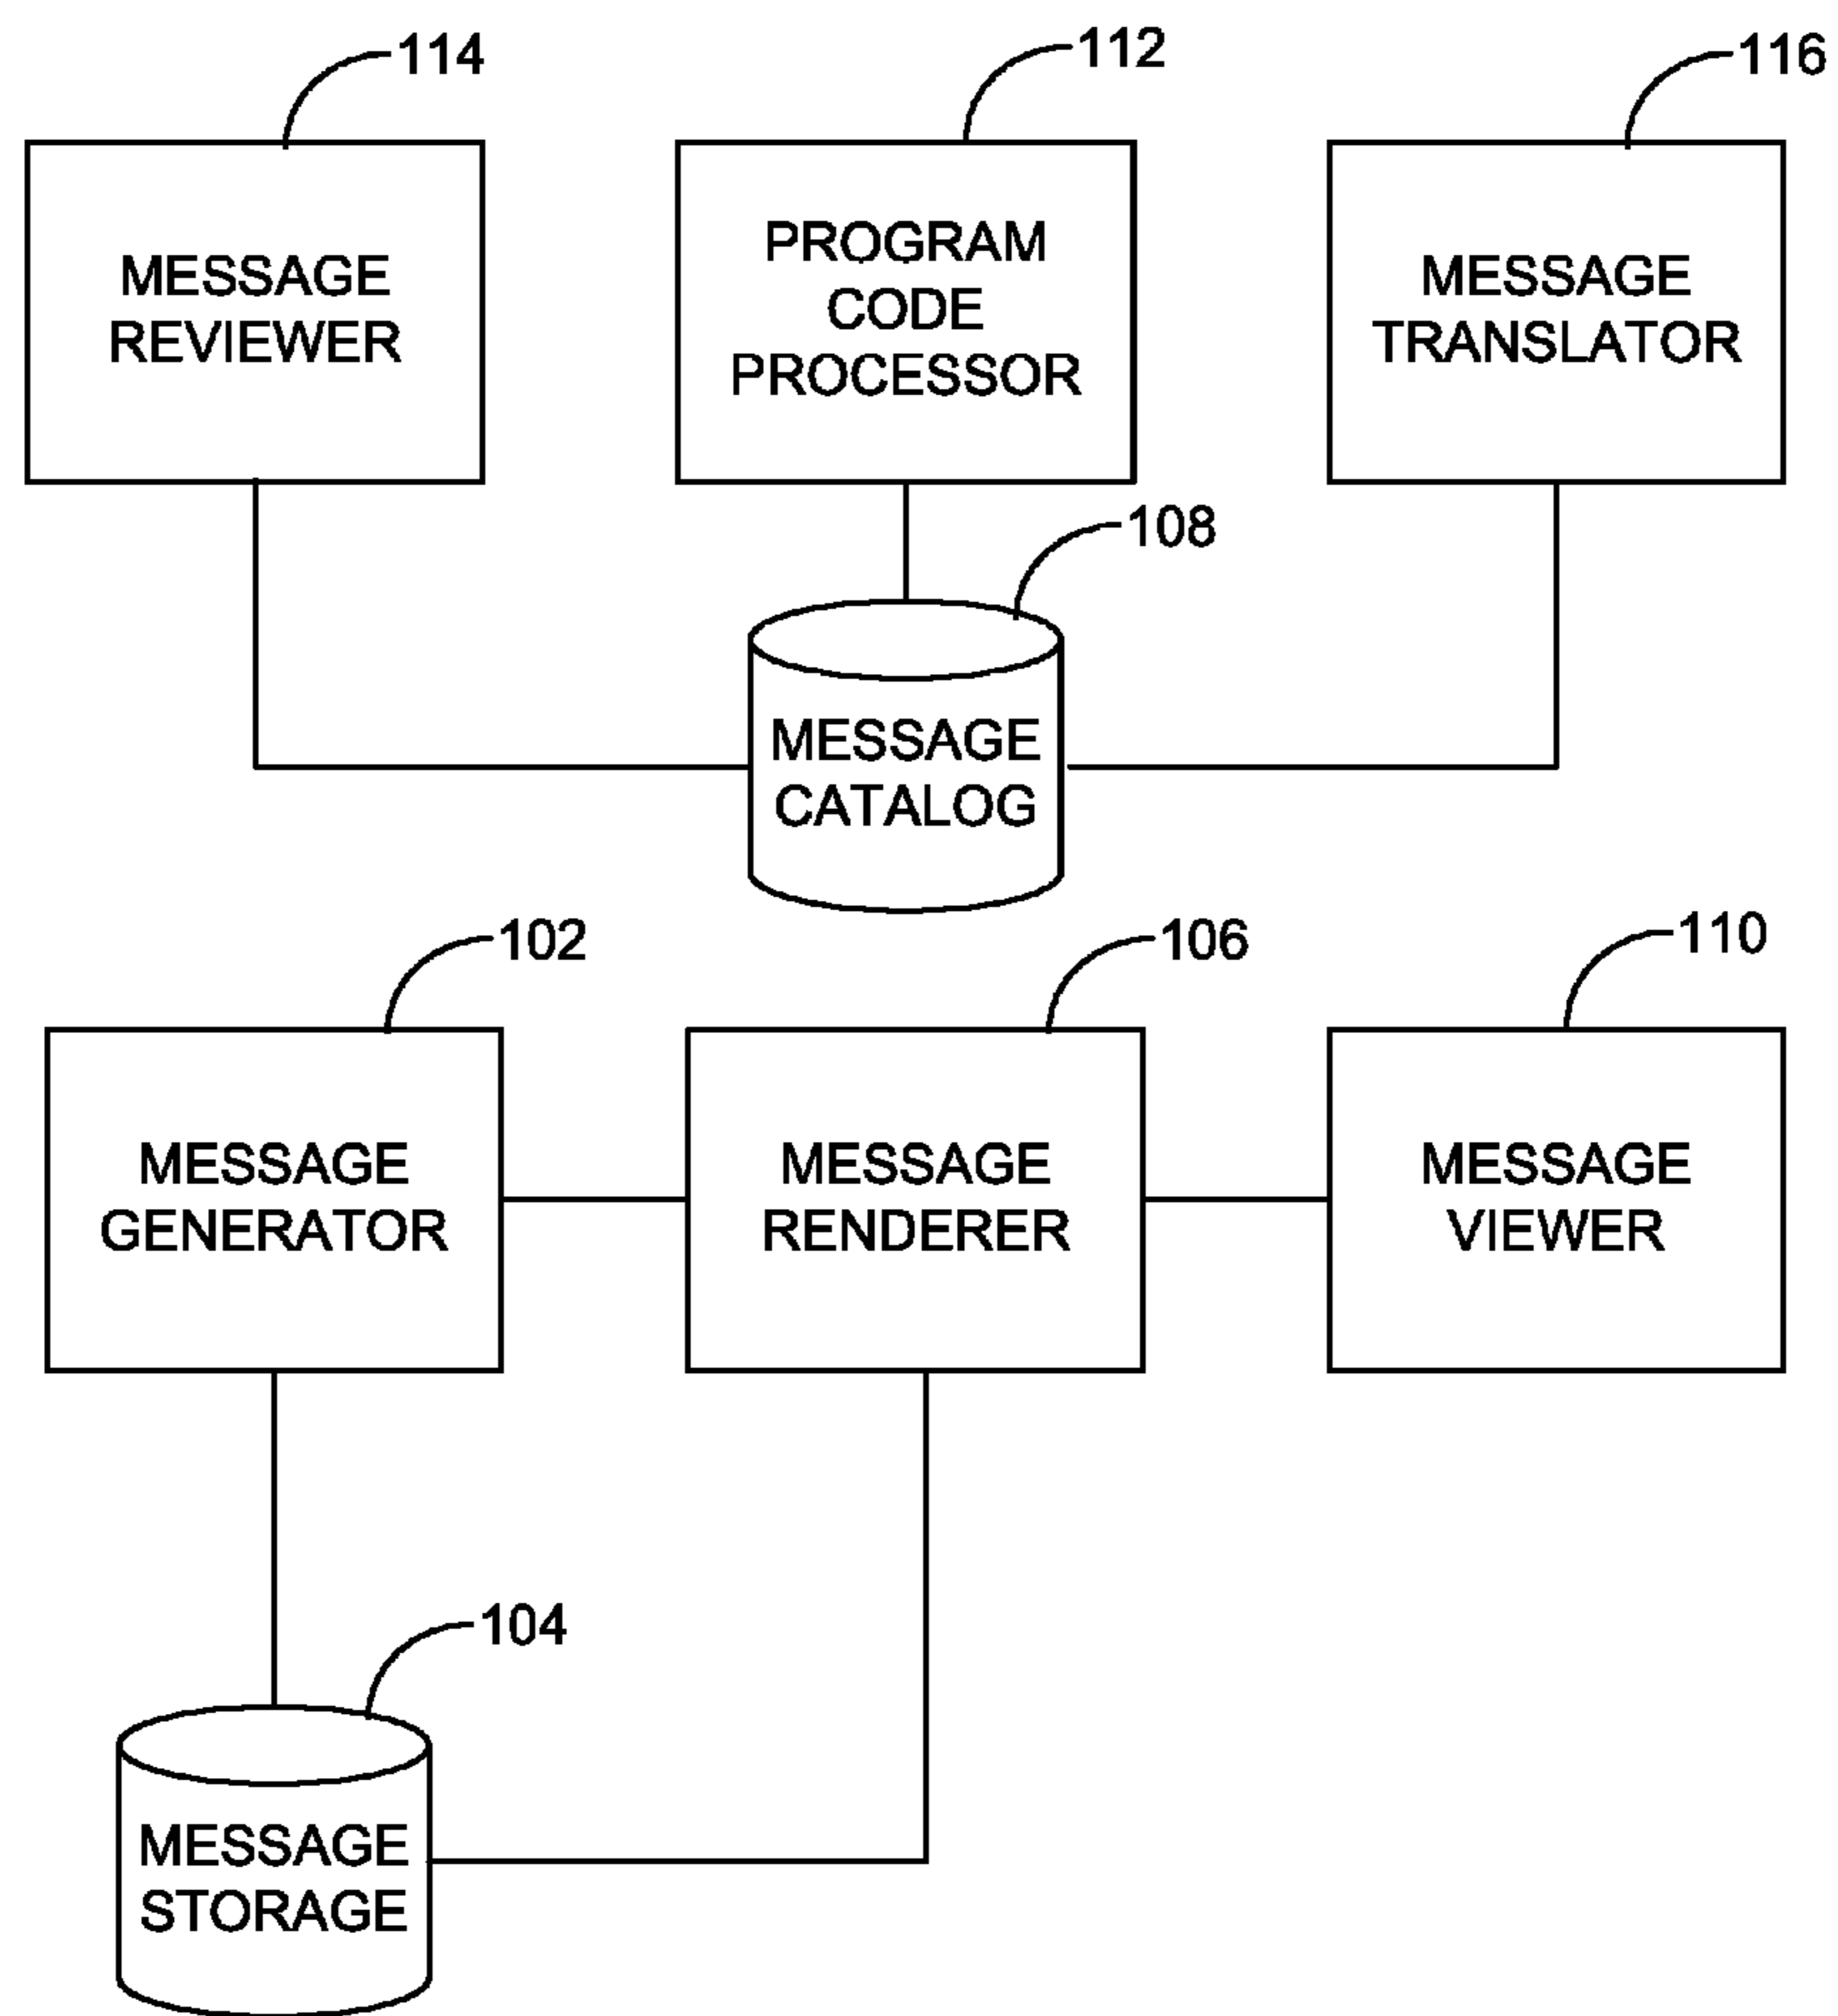 114
112
116
MESSAGE
REVIEWER
PROGRAM
CODE
PROCESSOR
MESSAGE
TRANSLATOR
108
MESSAGE
CATALOG
102
106
110
MESSAGE
GENERATOR
MESSAGE
RENDERER
MESSAGE
VIEWER
104
MESSAGE
STORAGE